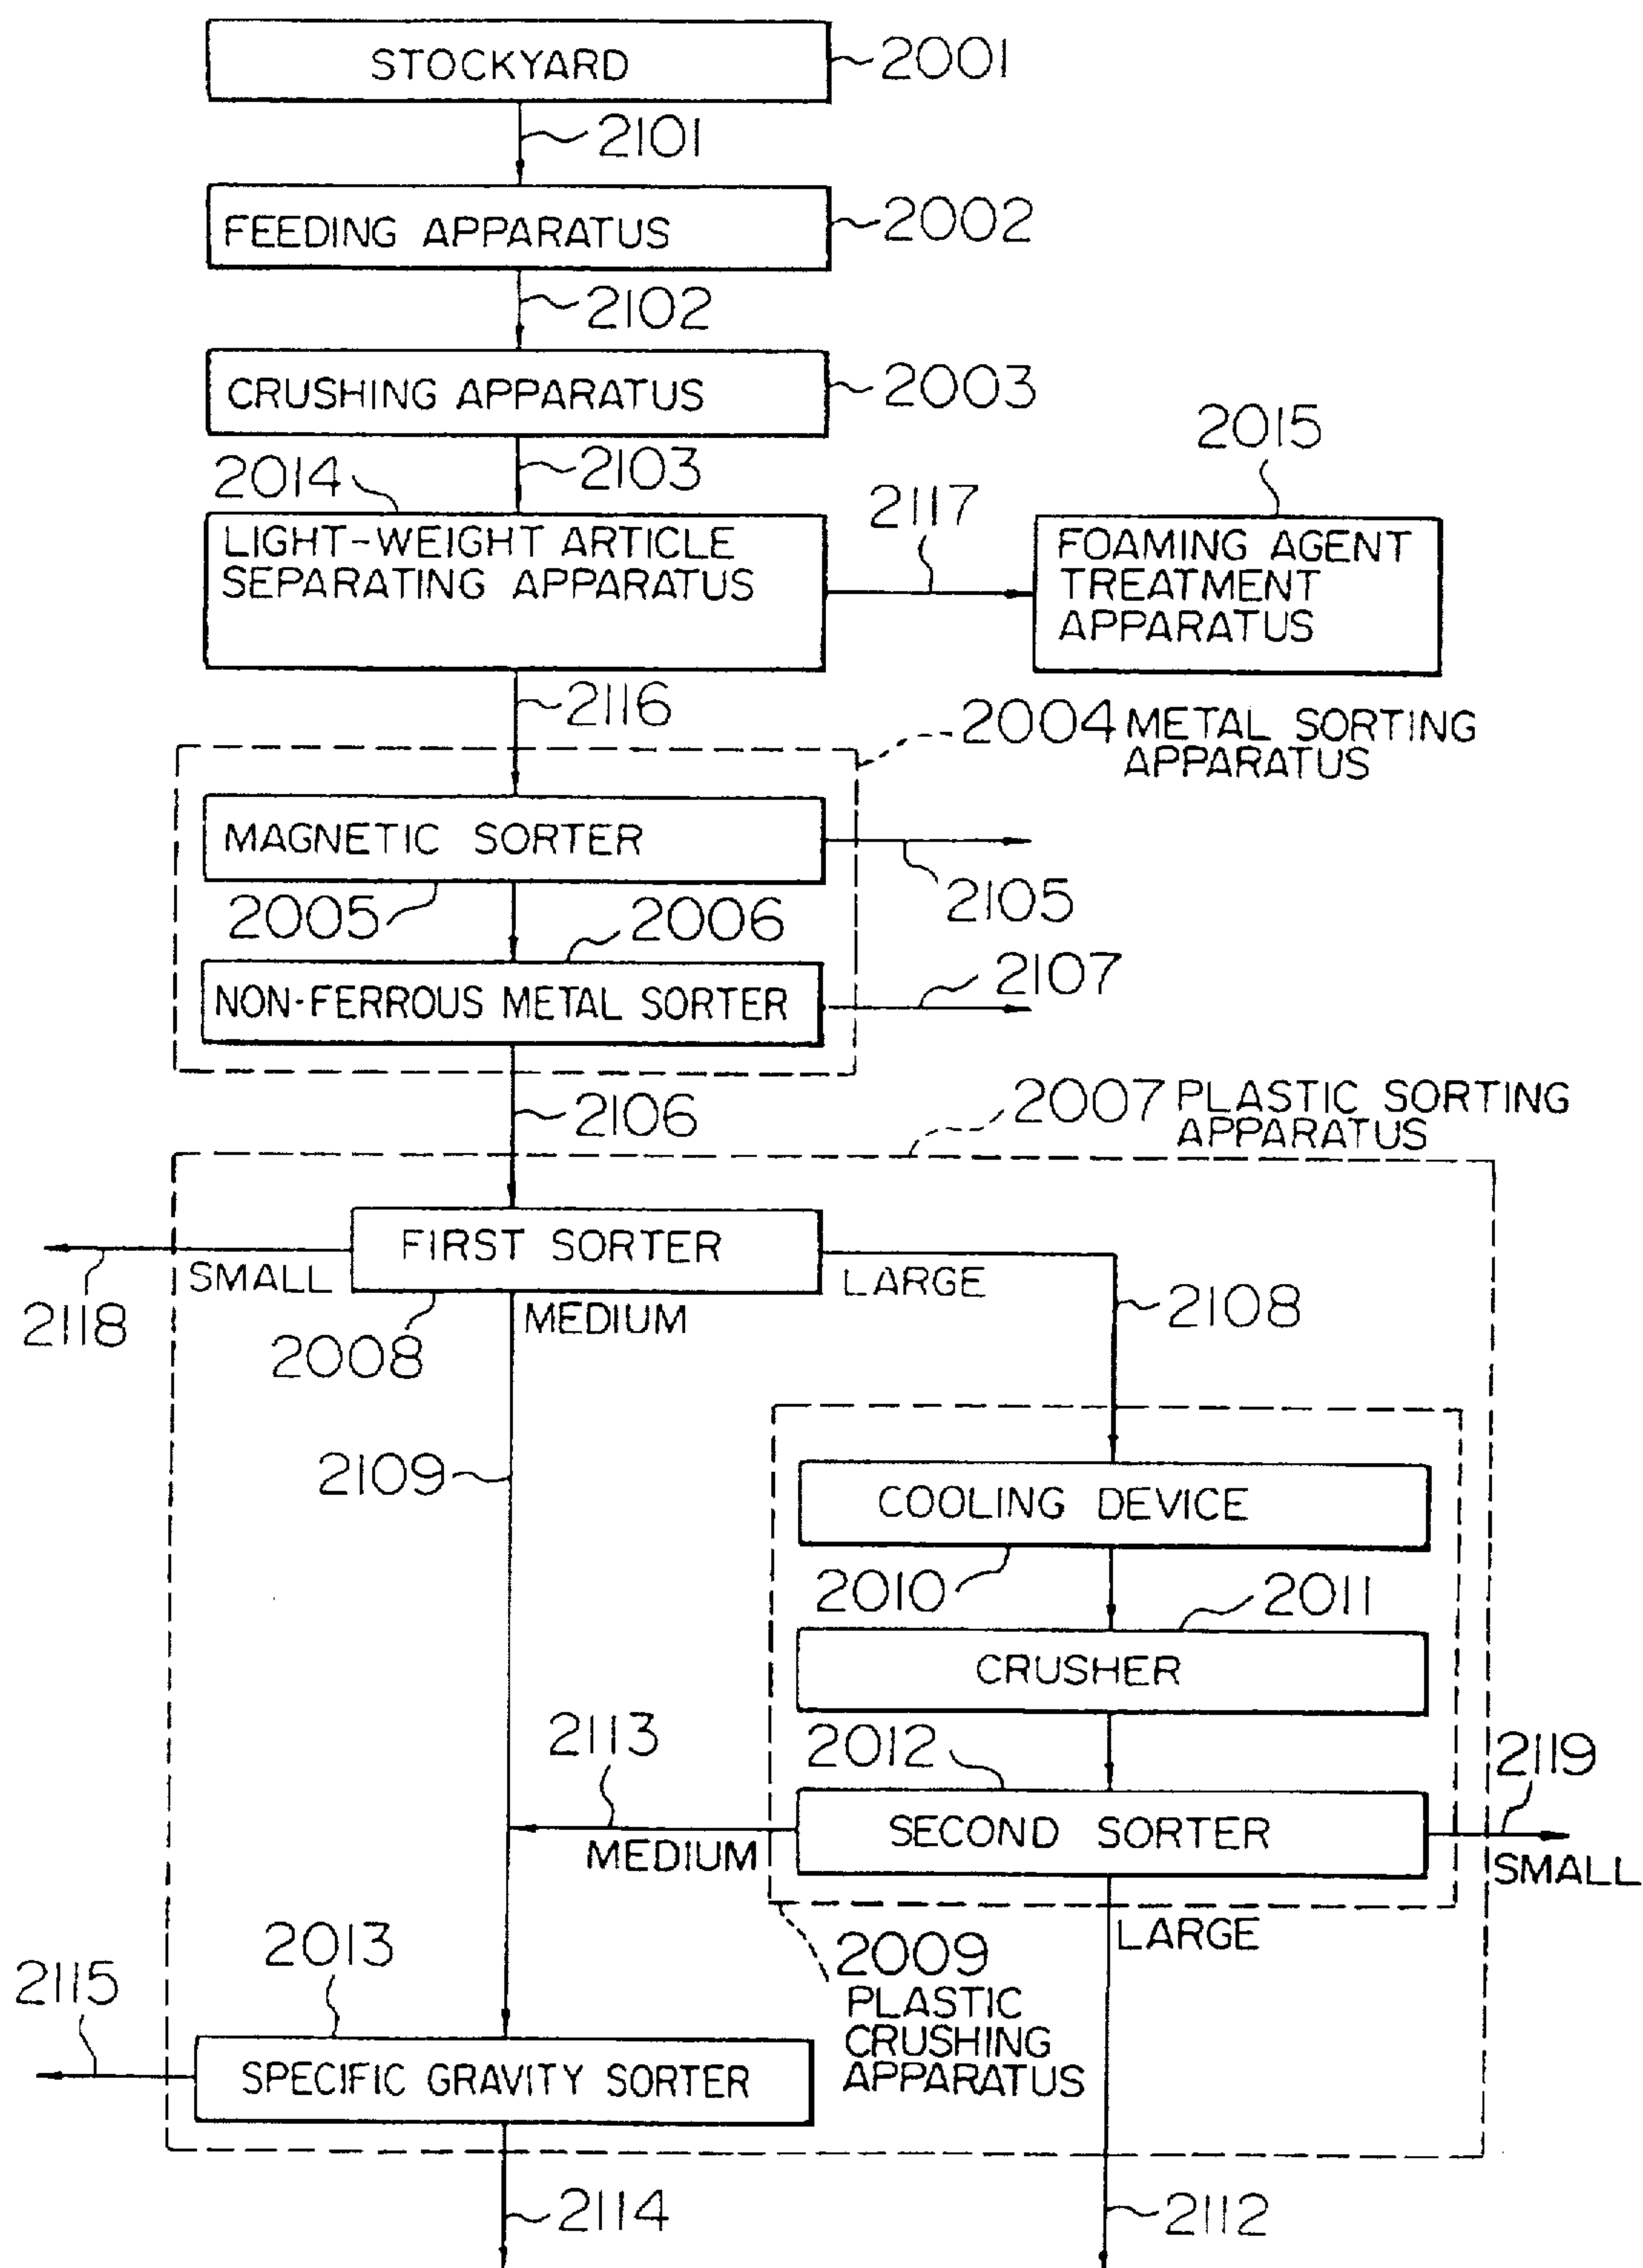 STOCKYARD
2001
2101
FEEDING APPARATUS
2002
2102
CRUSHING APPARATUS
2003
2103
2014
2015
2117
LIGHT-WEIGHT ARTICLE
SEPARATING APPARATUS
FOAMING AGENT
TREATMENT
APPARATUS
2116
2004 METAL SORTING
APPARATUS
MAGNETIC SORTER
2105
2005
2006
2107
NON-FERROUS METAL SORTER
2106
2007 PLASTIC SORTING
APPARATUS
FIRST SORTER
SMALL
LARGE
2118
2008
MEDIUM
2108
2109
COOLING DEVICE
2010
2011
CRUSHER
2113
2012
2119
SECOND SORTER
MEDIUM
SMALL
LARGE
2013
2009
PLASTIC
CRUSHING
APPARATUS
2115
SPECIFIC GRAVITY SORTER
2114
2112